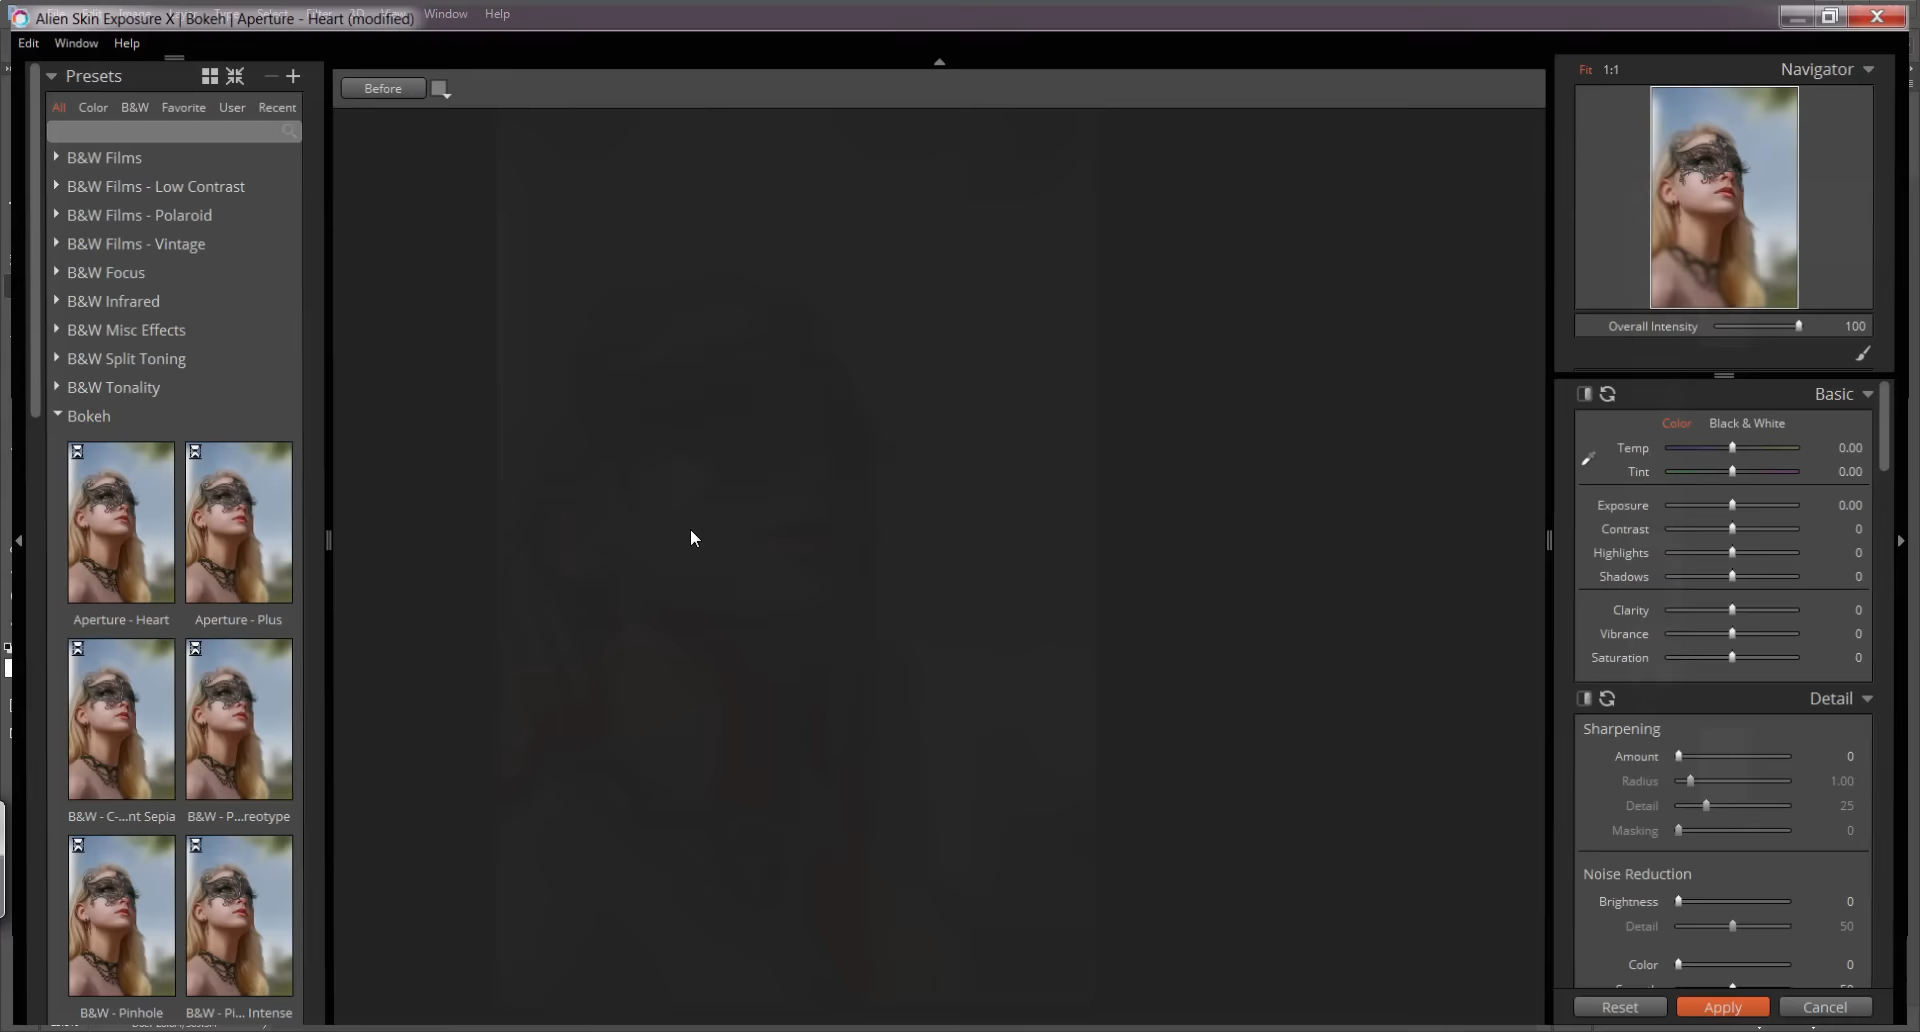 Alien Skin Exposure X | Bokeh | Aperture - Heart (modified)
Window Help
Edit Window Help
Presets
All Color B&W Favorite User Recent
B&W Films
B&W Films - Low Contrast
B&W Films - Polaroid
B&W Films - Vintage
B&W Focus
B&W Infrared
B&W Misc Effects
B&W Split Toning
B&W Tonality
Bokeh
Aperture - Heart Aperture - Plus
B&W - C-...nt Sepia B&W - P...reotype
B&W - Pinhole B&W - Pi... Intense
Before
Fit 1:1 Navigator
Overall Intensity 100
Basic
Color Black & White
Temp 0.00
Tint 0.00
Exposure 0.00
Contrast 0
Highlights 0
Shadows 0
Clarity 0
Vibrance 0
Saturation 0
Detail
Sharpening
Amount 0
Radius 1.00
Detail 25
Masking 0
Noise Reduction
Brightness 0
Detail 50
Color 0
Reset Apply Cancel